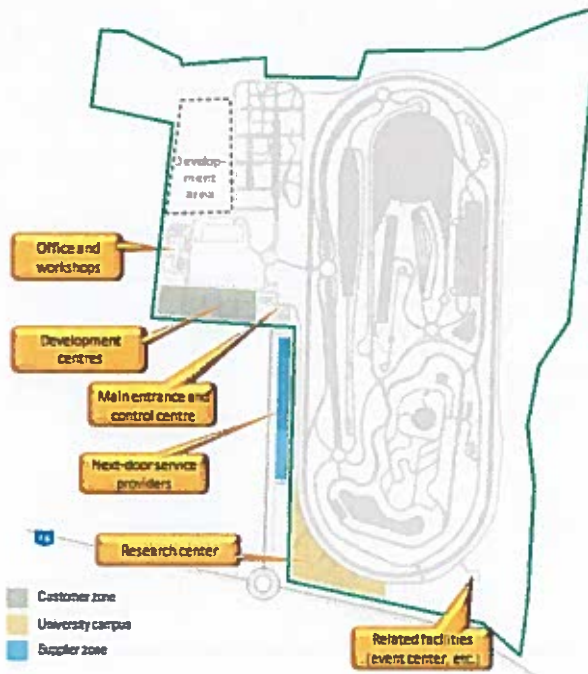 Develop-
ment
area
Office and
workshops
Development
centres
Main entrance and
control centre
Next-door service
providers
Research center
Customer zone
University campus
Supplier zone
Related facilities
(event center, etc.)